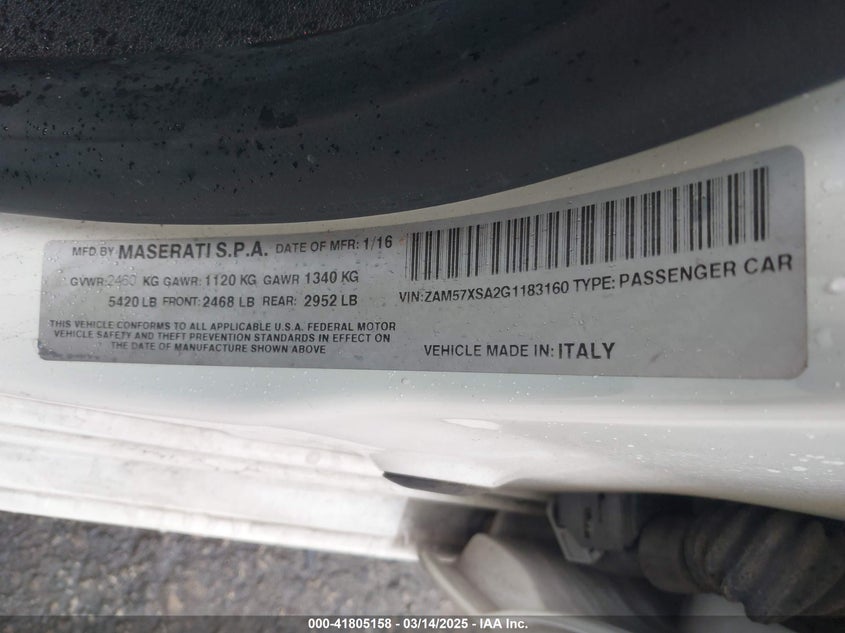 MFD BY MASERATI S.P.A. DATE OF MFR: 1/16
GVWR: 2460 KG GAWR: 1120 KG GAWR 1340 KG
5420 LB FRONT: 2468 LB REAR: 2952 LB
THIS VEHICLE CONFORMS TO ALL APPLICABLE U.S.A. FEDERAL MOTOR
VEHICLE SAFETY AND THEFT PREVENTION STANDARDS IN EFFECT ON
THE DATE OF MANUFACTURE SHOWN ABOVE
VIN: ZAM57XSA2G1183160 TYPE: PASSENGER CAR
VEHICLE MADE IN: ITALY
000-41805158 - 03/14/2025 - IAA Inc.